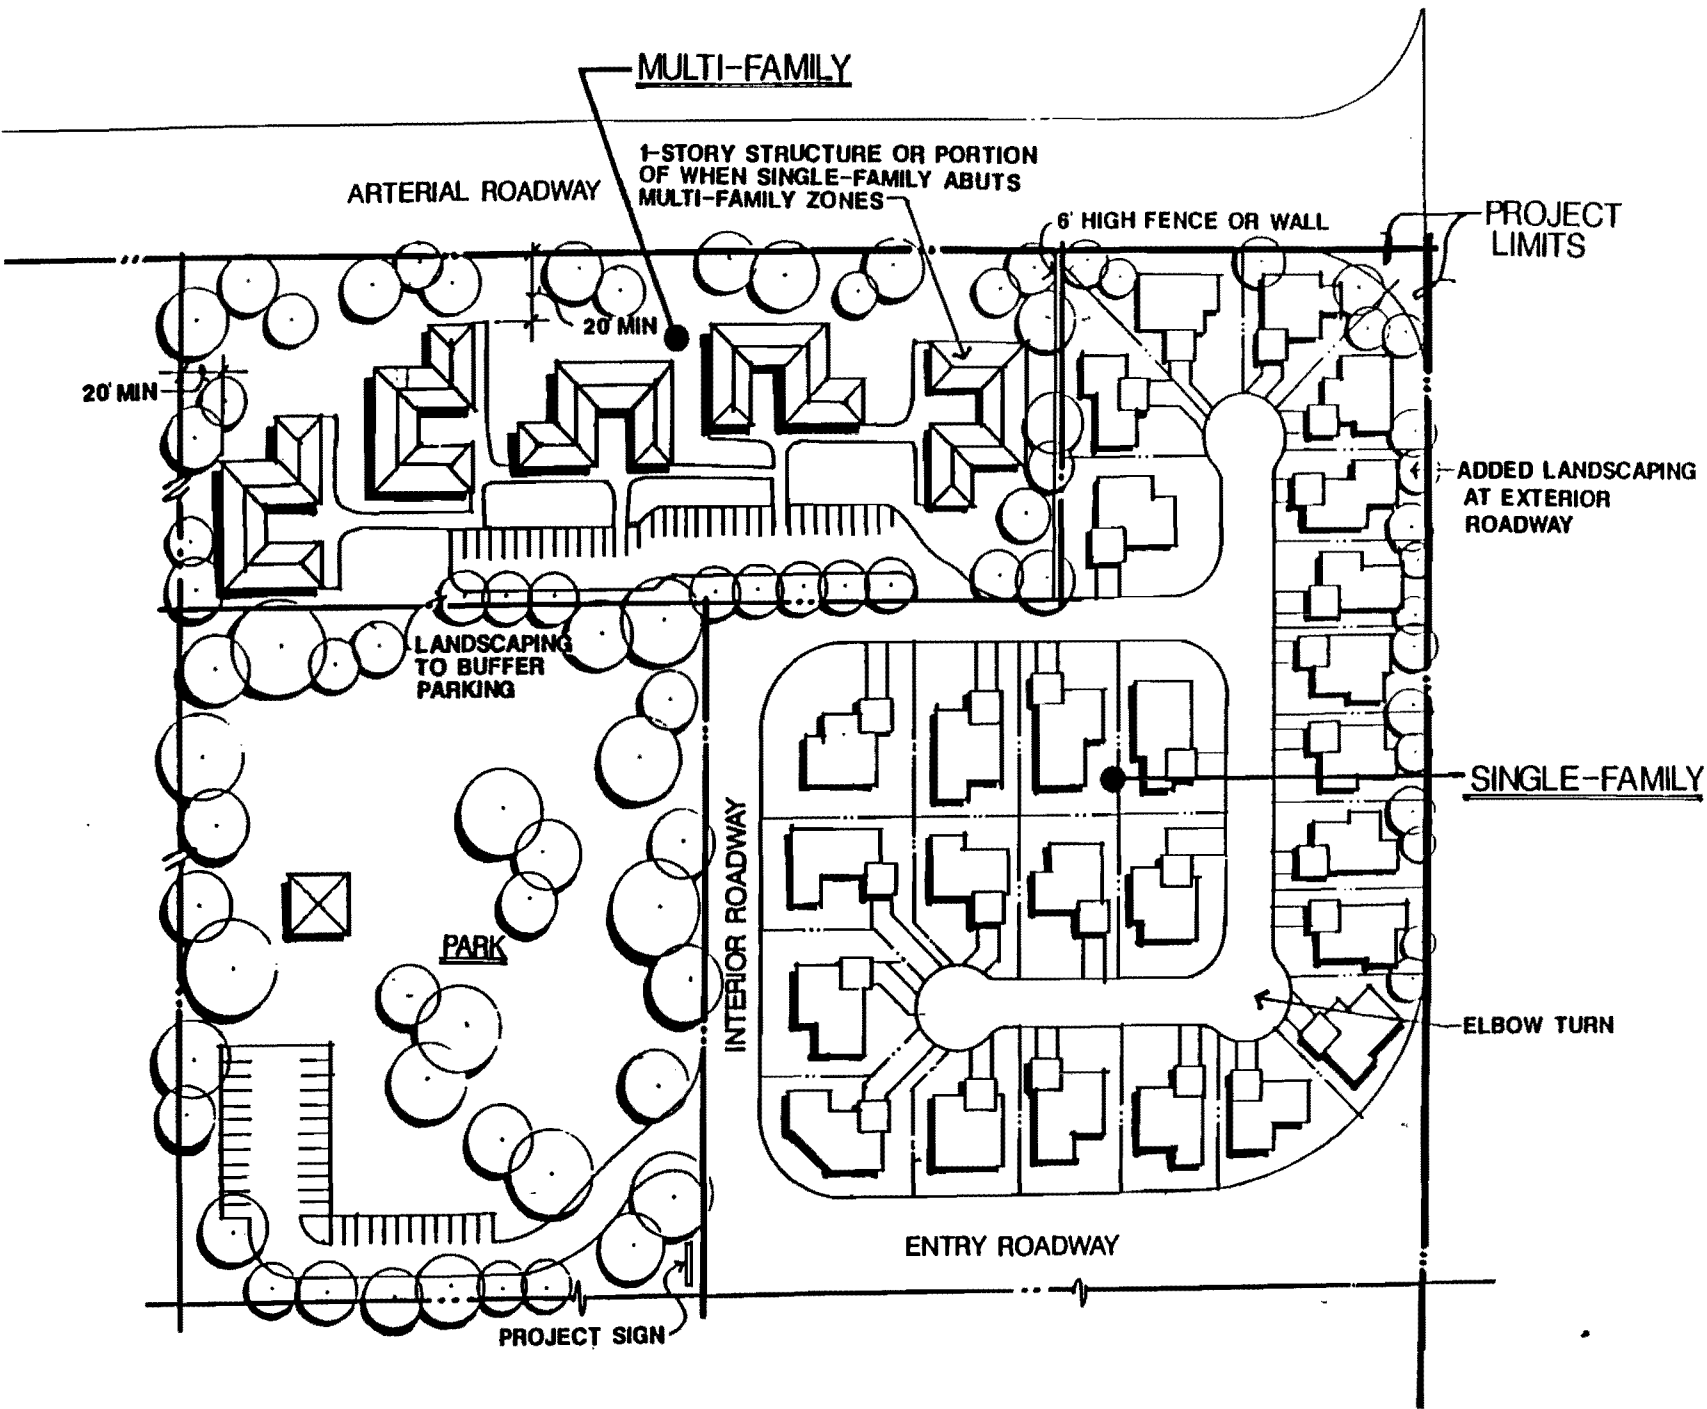 MULTI-FAMILY
1-STORY STRUCTURE OR PORTION
OF WHEN SINGLE-FAMILY ABUTS
MULTI-FAMILY ZONES
ARTERIAL ROADWAY
6' HIGH FENCE OR WALL
PROJECT
LIMITS
20' MIN
20' MIN
ADDED LANDSCAPING
AT EXTERIOR
ROADWAY
LANDSCAPING
TO BUFFER
PARKING
SINGLE-FAMILY
INTERIOR ROADWAY
PARK
ELBOW TURN
ENTRY ROADWAY
PROJECT SIGN